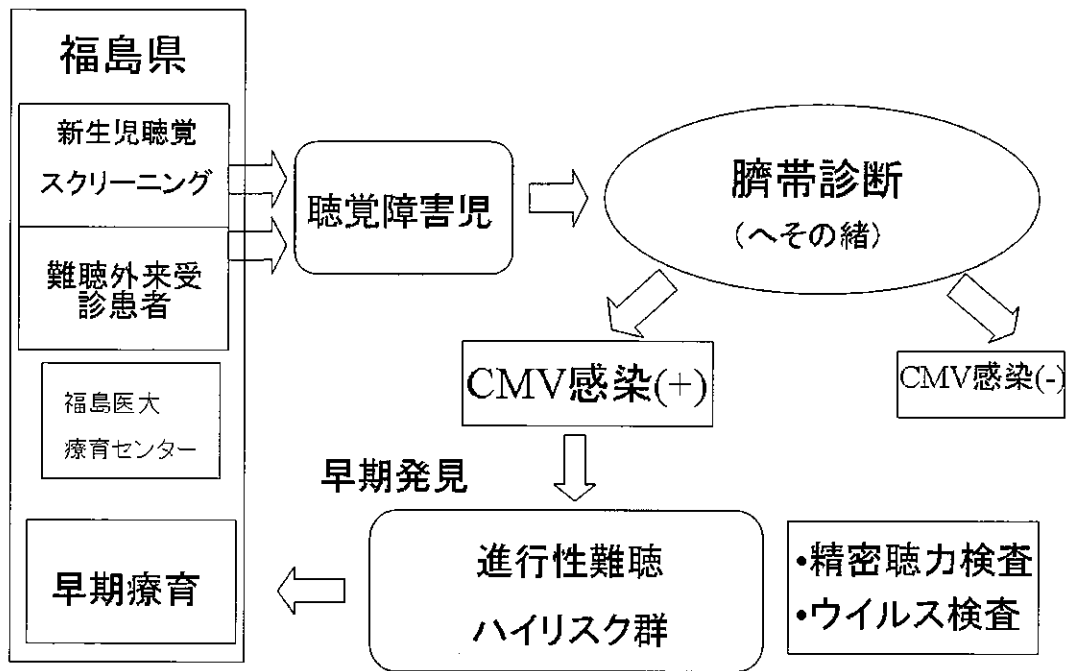 福島県
新生児聴覚
スクリーニング
難聴外来受
診患者
福島医大
療育センター
早期療育
聴覚障害児
臍帯診断
(へその緒)
CMV感染(+)
CMV感染(-)
早期発見
進行性難聴
ハイリスク群
•精密聴力検査
•ウイルス検査